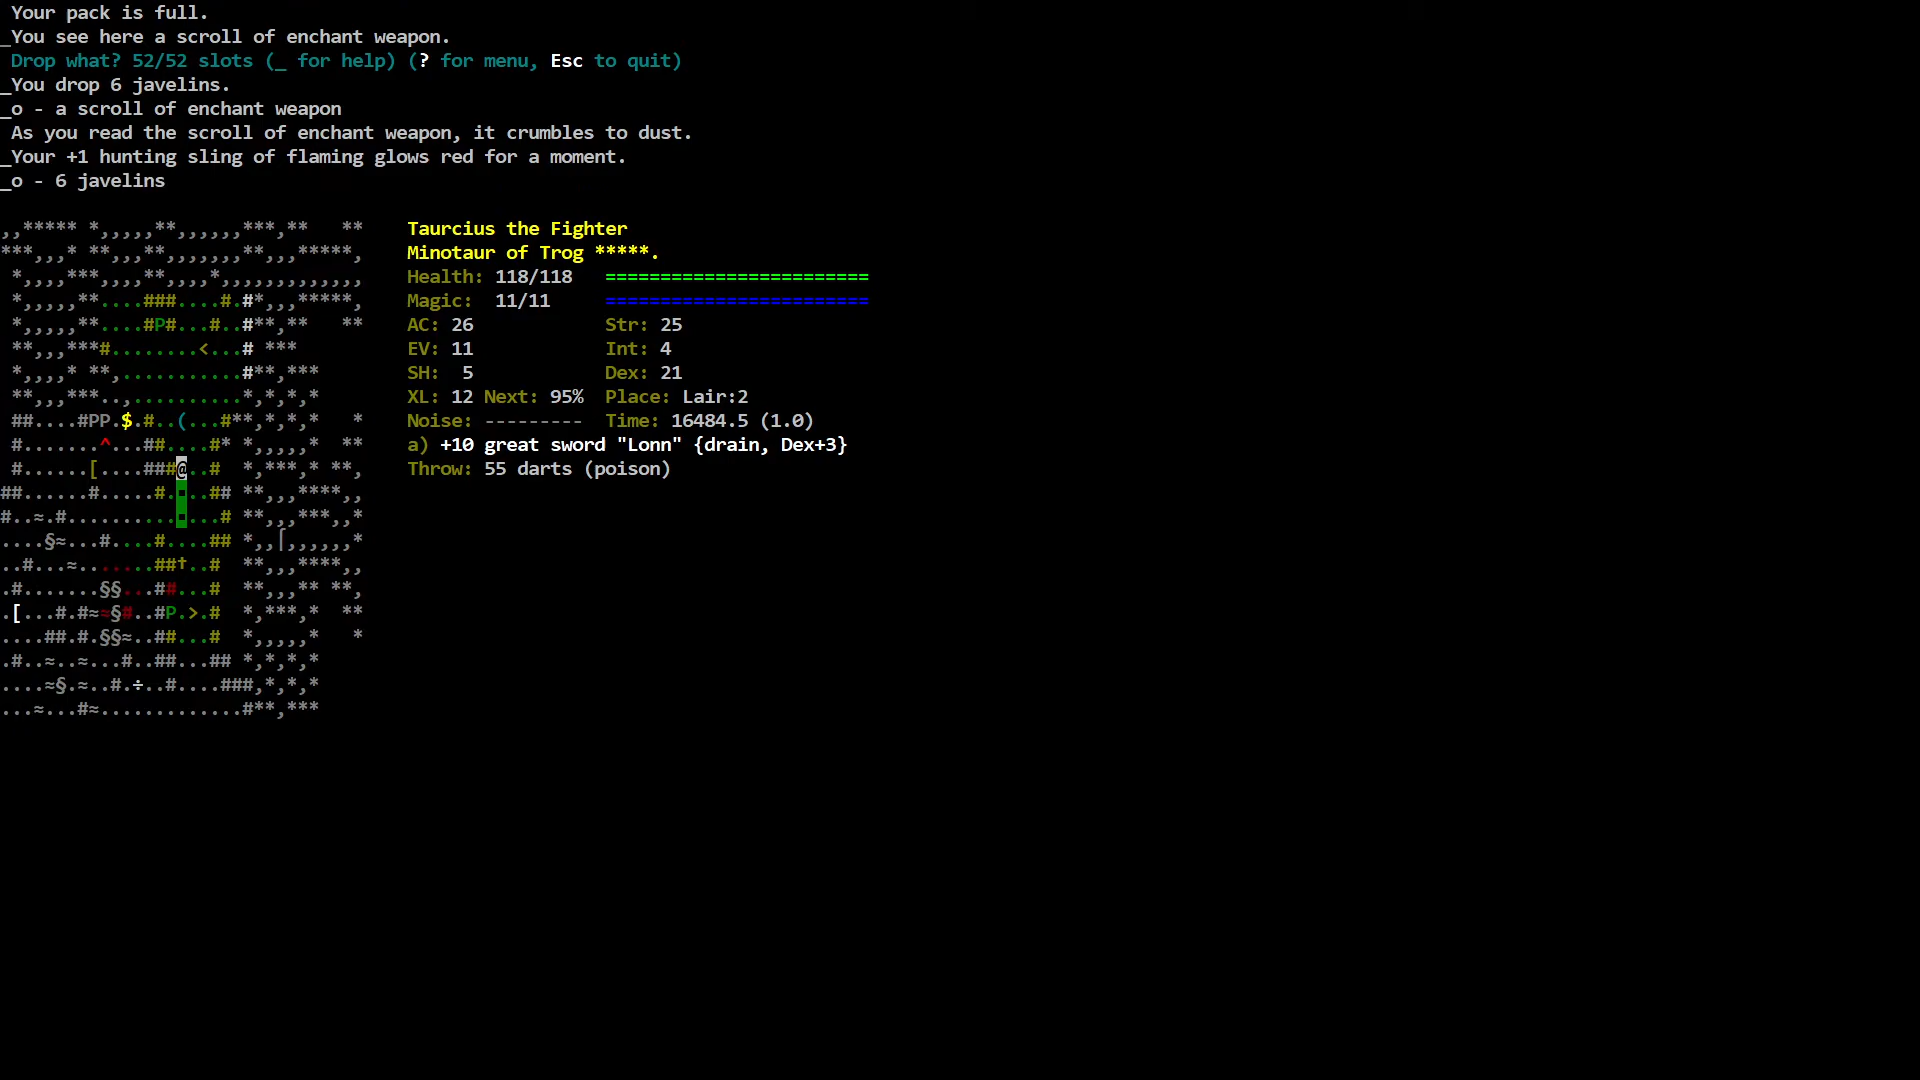 Your pack is full.
_You see here a scroll of enchant weapon.
Drop what? 52/52 slots (_ for help) (? for menu, Esc to quit)
_You drop 6 javelins.
_o - a scroll of enchant weapon
As you read the scroll of enchant weapon, it crumbles to dust.
_Your +1 hunting sling of flaming glows red for a moment.
_o - 6 javelins
Taurcius the Fighter
Minotaur of Trog *****.
Health: 118/118 ========================
Magic: 11/11 ========================
AC: 26 Str: 25
EV: 11 Int: 4
SH: 5 Dex: 21
XL: 12 Next: 95% Place: Lair:2
Noise: --------- Time: 16484.5 (1.0)
a) +10 great sword "Lonn" {drain, Dex+3}
Throw: 55 darts (poison)